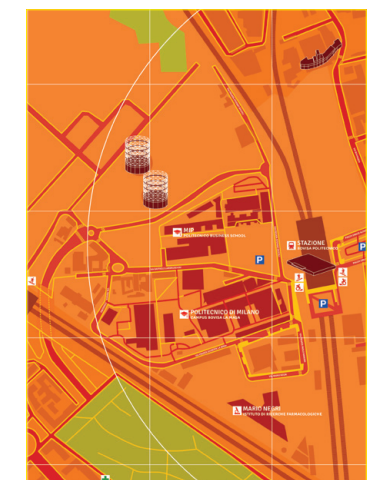 MIP
POLITECNICO BUSINESS SCHOOL
STAZIONE
BOVISA POLITECNICO
P
P
P
POLITECNICO DI MILANO
CAMPUS BOVISA LA MASA
MARIO NEGRI
ISTITUTO DI RICERCHE FARMACOLOGICHE